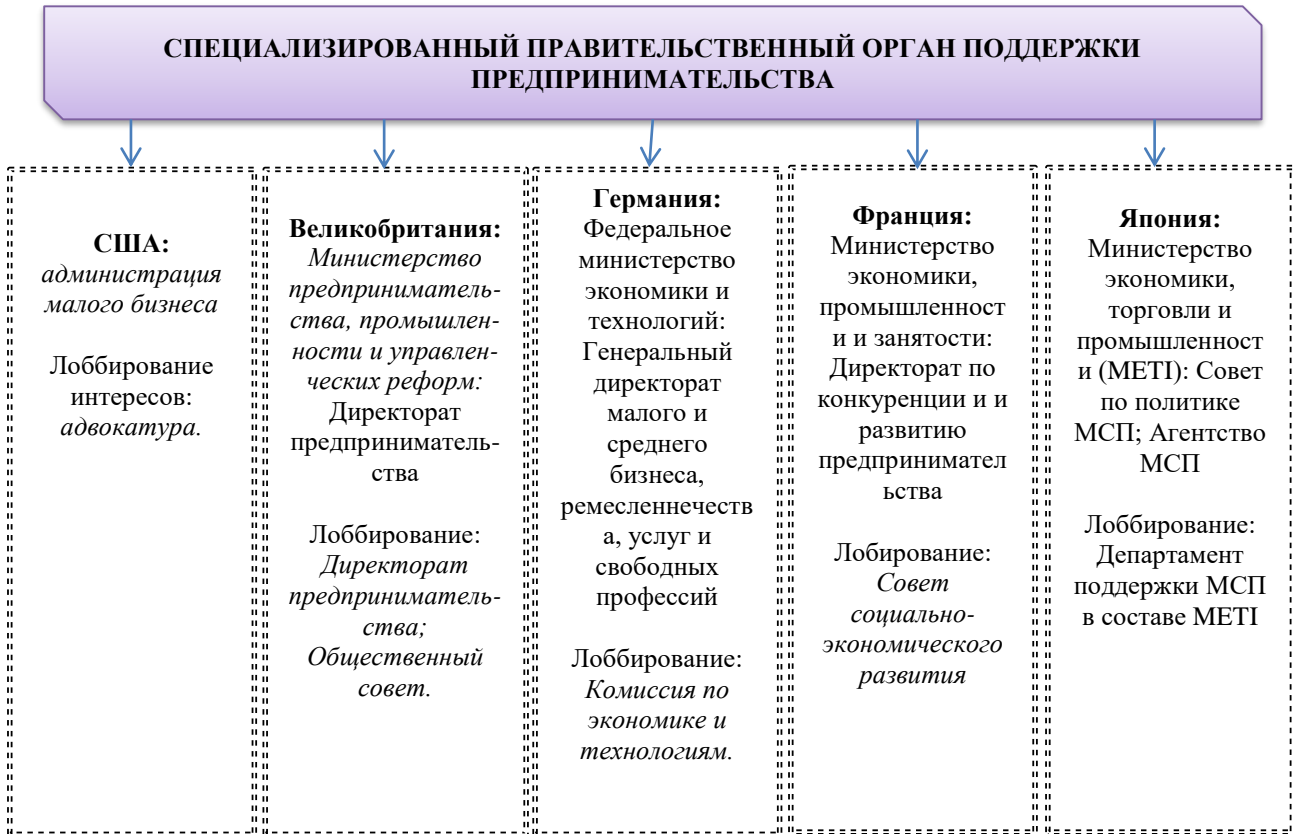 СПЕЦИАЛИЗИРОВАННЫЙ ПРАВИТЕЛЬСТВЕННЫЙ ОРГАН ПОДДЕРЖКИ
ПРЕДПРИНИМАТЕЛЬСТВА
США:
администрация
малого бизнеса
Лоббирование
интересов:
адвокатура.
Великобритания:
Министерство
предприниматель-
ства, промышлен-
ности и управлен-
ческих реформ:
Директорат
предприниматель-
ства
Лоббирование:
Директорат
предприниматель-
ства;
Общественный
совет.
Германия:
Федеральное
министерство
экономики и
технологий:
Генеральный
директорат
малого и
среднего
бизнеса,
ремесленнечеств
а, услуг и
свободных
профессий
Лоббирование:
Комиссия по
экономике и
технологиям.
Франция:
Министерство
экономики,
промышленност
и и занятости:
Директорат по
конкуренции и и
развитию
предпринимател
ьства
Лобирование:
Совет
социально-
экономического
развития
Япония:
Министерство
экономики,
торговли и
промышленност
и (METI): Совет
по политике
МСП; Агентство
МСП
Лоббирование:
Департамент
поддержки МСП
в составе METI